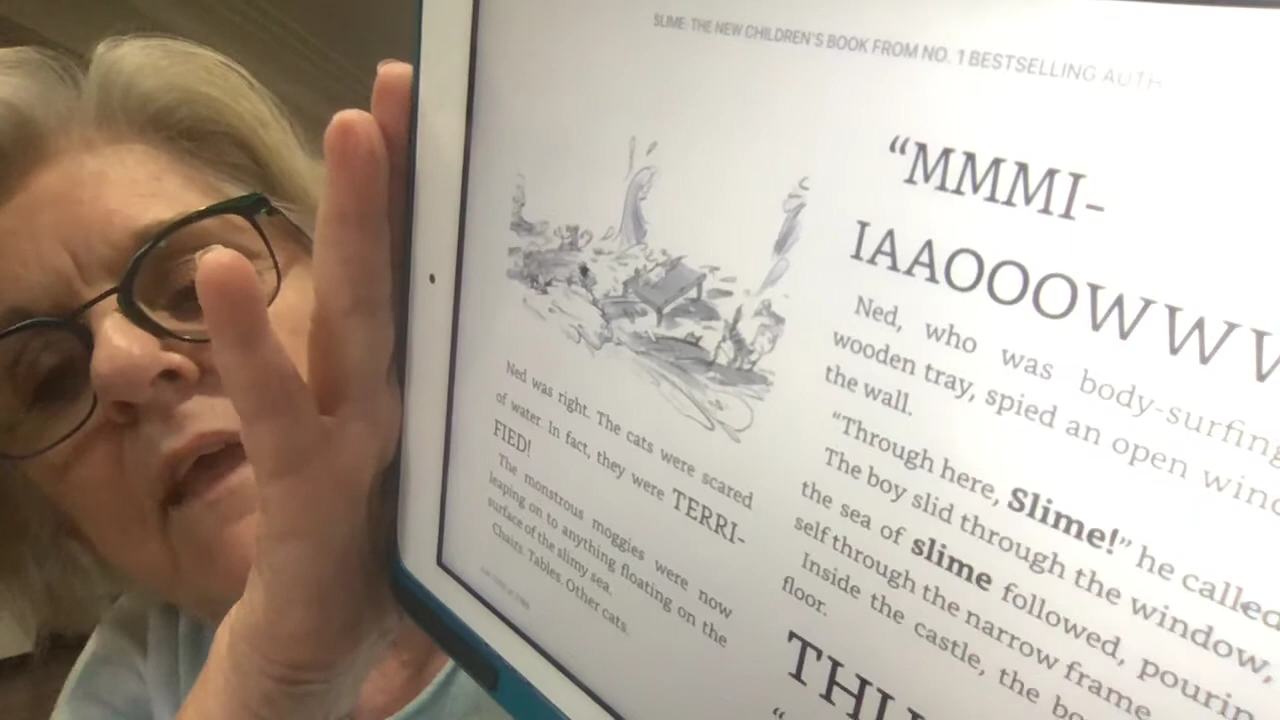 SLIME: THE NEW CHILDREN'S BOOK FROM NO. 1 BESTSELLING AUTH
Ned was right. The cats were scared
of water. In fact, they were TERRI-
FIED!
The monstrous moggies were now
leaping on to anything floating on the
surface of the slimy sea.
Chairs. Tables. Other cats.
“MMMI-
IAAOOOWWV
Ned, who was body-surfing
wooden tray, spied an open wind
the wall.
“Through here, Slime!” he called
The boy slid through the window,
the sea of slime followed, pourin
self through the narrow frame
Inside the castle, the bo
floor.
THU
“